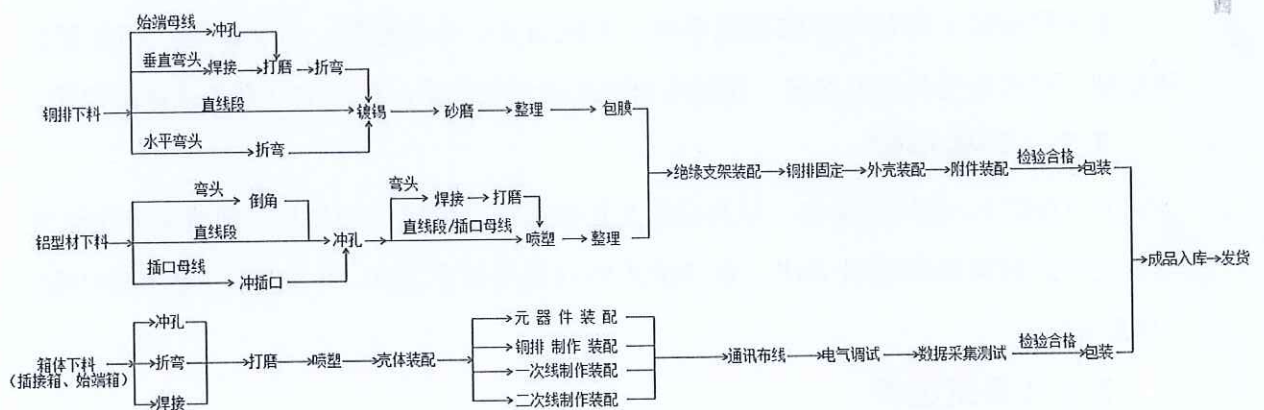 始端母线 冲孔
垂直弯头 焊接 打磨 折弯
铜排下料 直线段 镀锡 砂磨 整理 包膜
水平弯头 折弯
绝缘支架装配 铜排固定 外壳装配 附件装配 检验合格 包装
弯头 倒角 弯头 焊接 打磨
铝型材下料 直线段 冲孔 直线段/插口母线 喷塑 整理
插口母线 冲插口
成品入库 发货
冲孔 元器件装配
箱体下料 折弯 打磨 喷塑 壳体装配 铜排 制作 装配 通讯布线 电气调试 数据采集测试 检验合格 包装
(插接箱、始端箱) 一次线制作装配
焊接 二次线制作装配